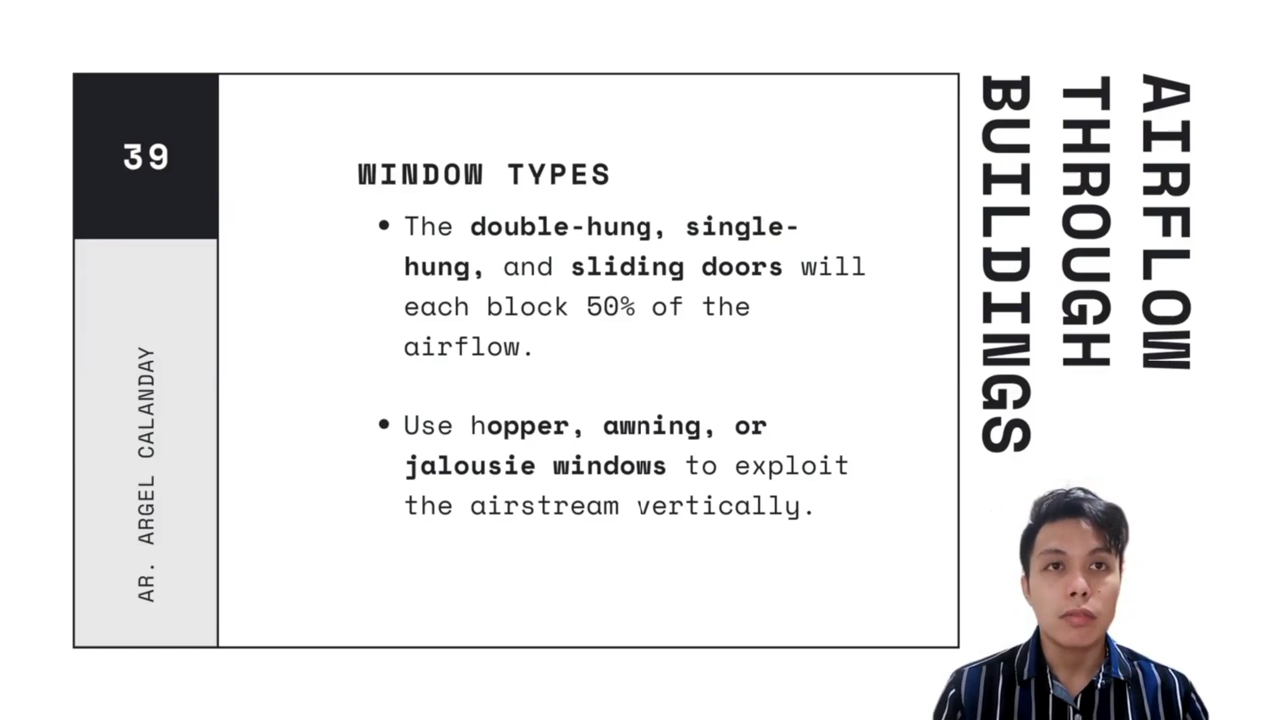 39
AR. ARGEL CALANDAY
WINDOW TYPES
• The double-hung, single-
hung, and sliding doors will
each block 50% of the
airflow.
• Use hopper, awning, or
jalousie windows to exploit
the airstream vertically.
AIRFLOW
THROUGH
BUILDINGS